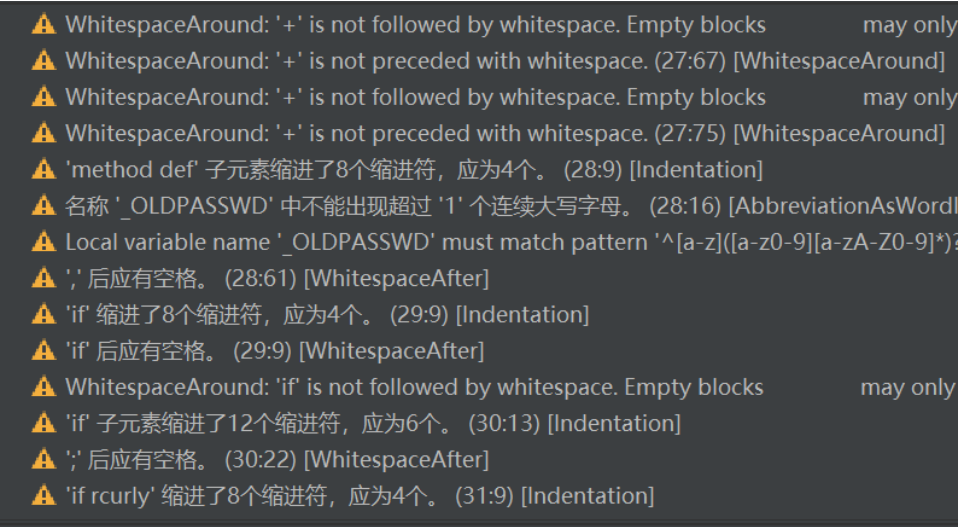 WhitespaceAround: '+' is not followed by whitespace. Empty blocks may only
WhitespaceAround: '+' is not preceded with whitespace. (27:67) [WhitespaceAround]
WhitespaceAround: '+' is not followed by whitespace. Empty blocks may only
WhitespaceAround: '+' is not preceded with whitespace. (27:75) [WhitespaceAround]
'method def' 子元素缩进了8个缩进符，应为4个。 (28:9) [Indentation]
名称 '_OLDPASSWD' 中不能出现超过 '1' 个连续大写字母。 (28:16) [AbbreviationAsWordI
Local variable name '_OLDPASSWD' must match pattern '^[a-z]([a-z0-9][a-zA-Z0-9]*)?
',' 后应有空格。 (28:61) [WhitespaceAfter]
'if' 缩进了8个缩进符，应为4个。 (29:9) [Indentation]
'if' 后应有空格。 (29:9) [WhitespaceAfter]
WhitespaceAround: 'if' is not followed by whitespace. Empty blocks may only
'if' 子元素缩进了12个缩进符，应为6个。 (30:13) [Indentation]
';' 后应有空格。 (30:22) [WhitespaceAfter]
'if rcurly' 缩进了8个缩进符，应为4个。 (31:9) [Indentation]